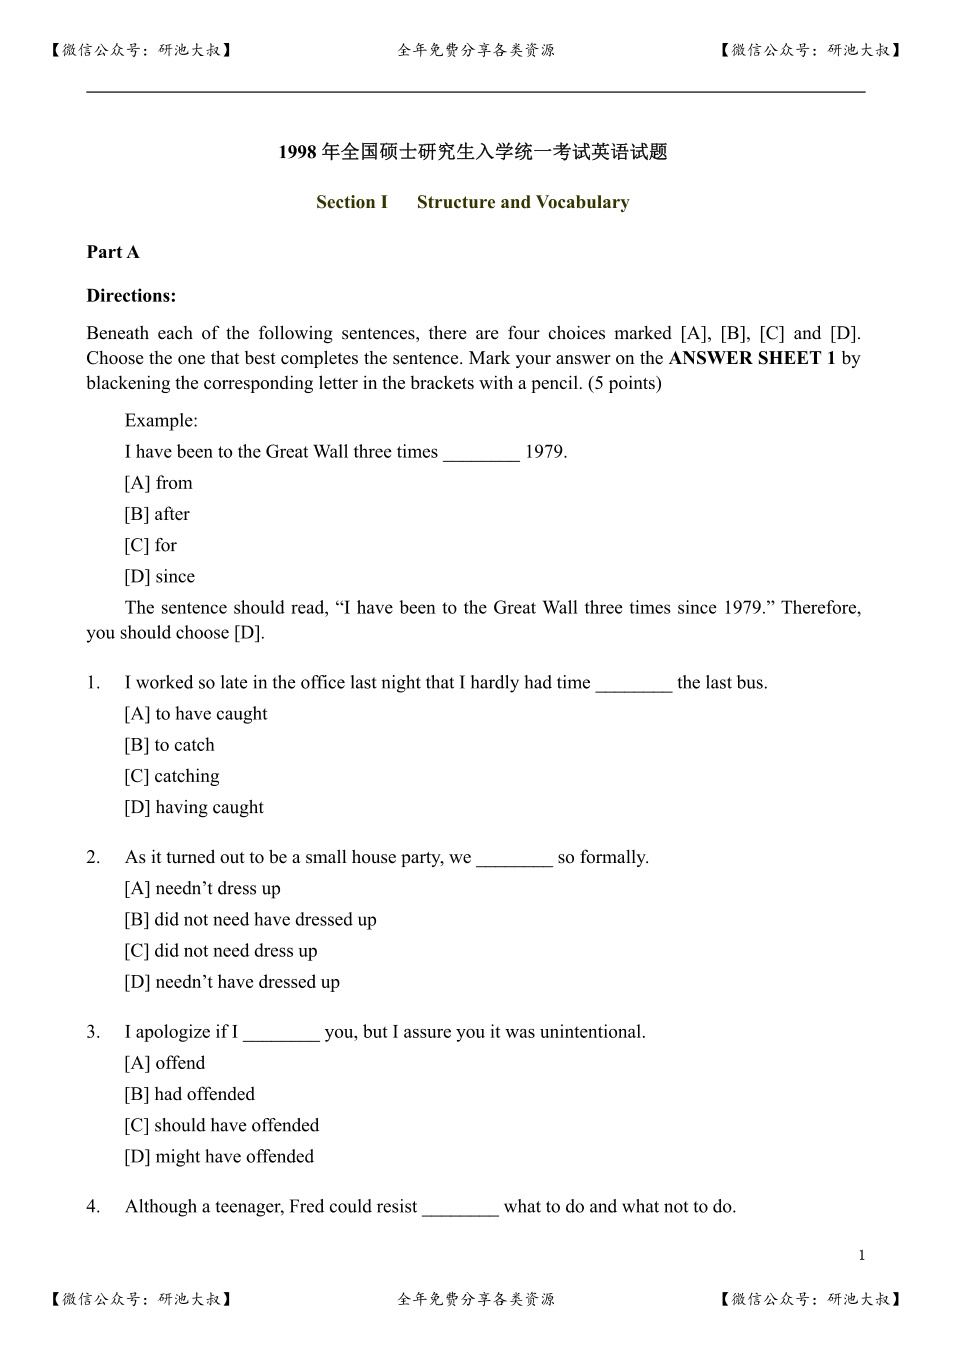 【微信公众号：研池大叔】 全年免费分享各类资源 【微信公众号：研池大叔】
1998 年全国硕士研究生入学统一考试英语试题
Section I Structure and Vocabulary
Part A
Directions:
Beneath each of the following sentences, there are four choices marked [A], [B], [C] and [D].
Choose the one that best completes the sentence. Mark your answer on the ANSWER SHEET 1 by
blackening the corresponding letter in the brackets with a pencil. (5 points)
Example:
I have been to the Great Wall three times ________ 1979.
[A] from
[B] after
[C] for
[D] since
The sentence should read, “I have been to the Great Wall three times since 1979.” Therefore,
you should choose [D].
1. I worked so late in the office last night that I hardly had time ________ the last bus.
[A] to have caught
[B] to catch
[C] catching
[D] having caught
2. As it turned out to be a small house party, we ________ so formally.
[A] needn’t dress up
[B] did not need have dressed up
[C] did not need dress up
[D] needn’t have dressed up
3. I apologize if I ________ you, but I assure you it was unintentional.
[A] offend
[B] had offended
[C] should have offended
[D] might have offended
4. Although a teenager, Fred could resist ________ what to do and what not to do.
1
【微信公众号：研池大叔】 全年免费分享各类资源 【微信公众号：研池大叔】